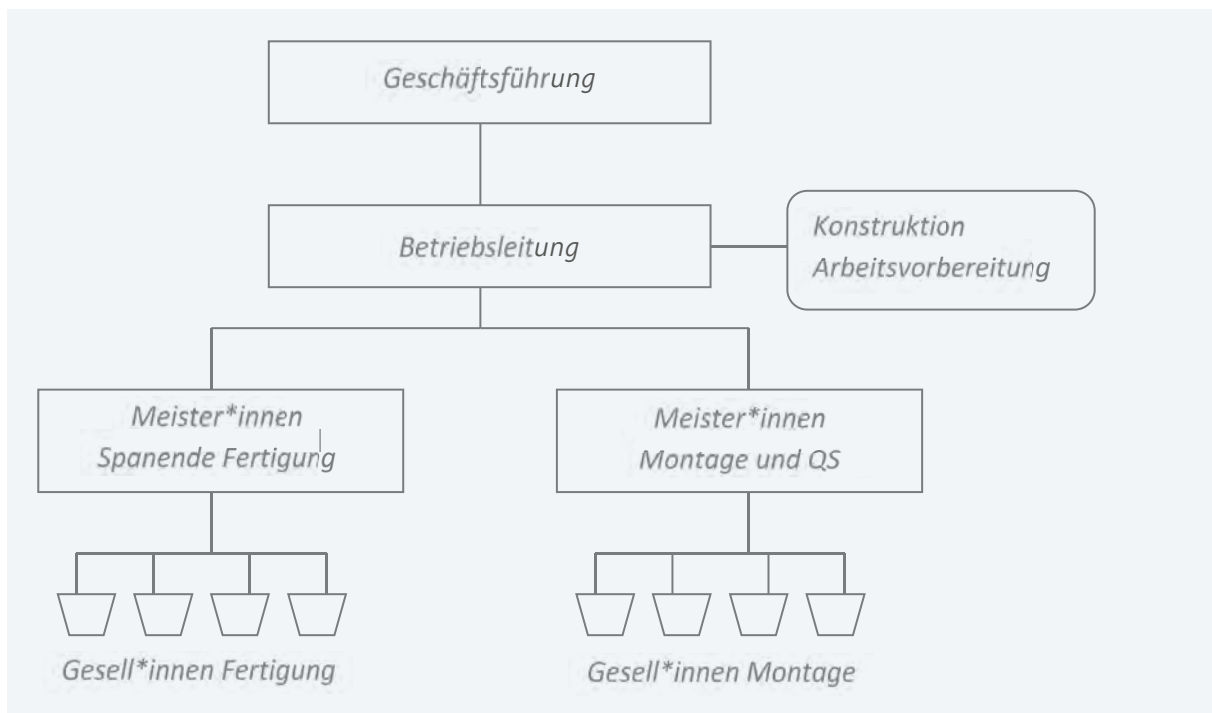 Geschäftsführung
Betriebsleitung
Konstruktion
Arbeitsvorbereitung
Meister*innen
Spanende Fertigung
Meister*innen
Montage und QS
Gesell*innen Fertigung
Gesell*innen Montage